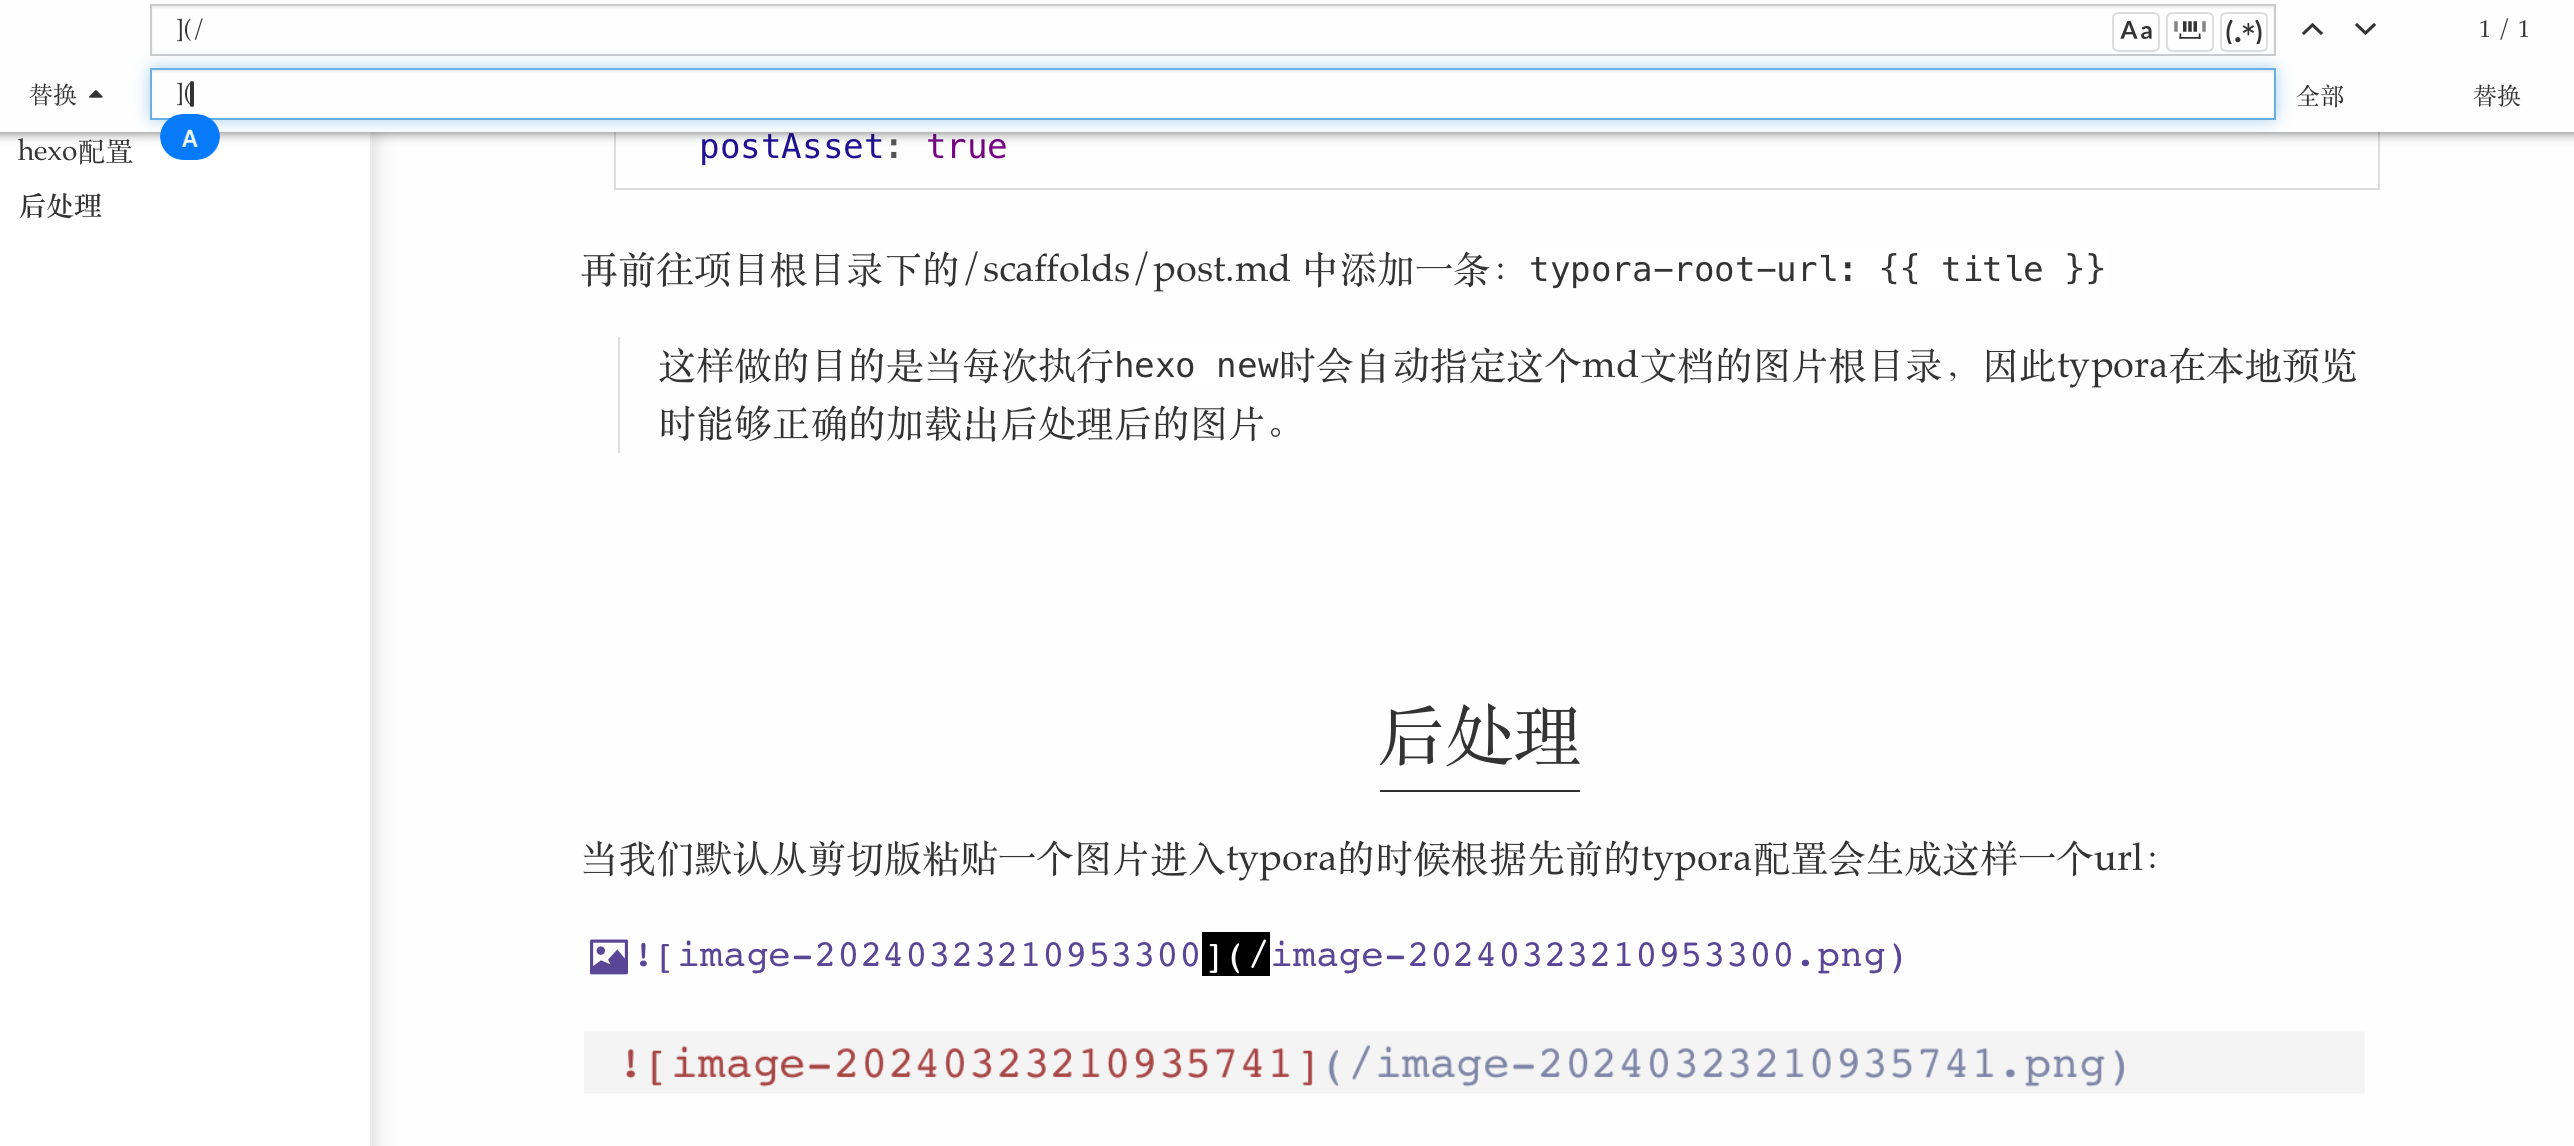 ](/
Aa
(.*)
1 / 1
替换
](
全部
替换
A
hexo配置
后处理
postAsset: true
再前往项目根目录下的/scaffolds/post.md 中添加一条：typora-root-url: {{ title }}
这样做的目的是当每次执行hexo new时会自动指定这个md文档的图片根目录，因此typora在本地预览
时能够正确的加载出后处理后的图片。
后处理
当我们默认从剪切版粘贴一个图片进入typora的时候根据先前的typora配置会生成这样一个url：
![image-20240323210953300](/image-20240323210953300.png)
![image-20240323210935741](/image-20240323210935741.png)